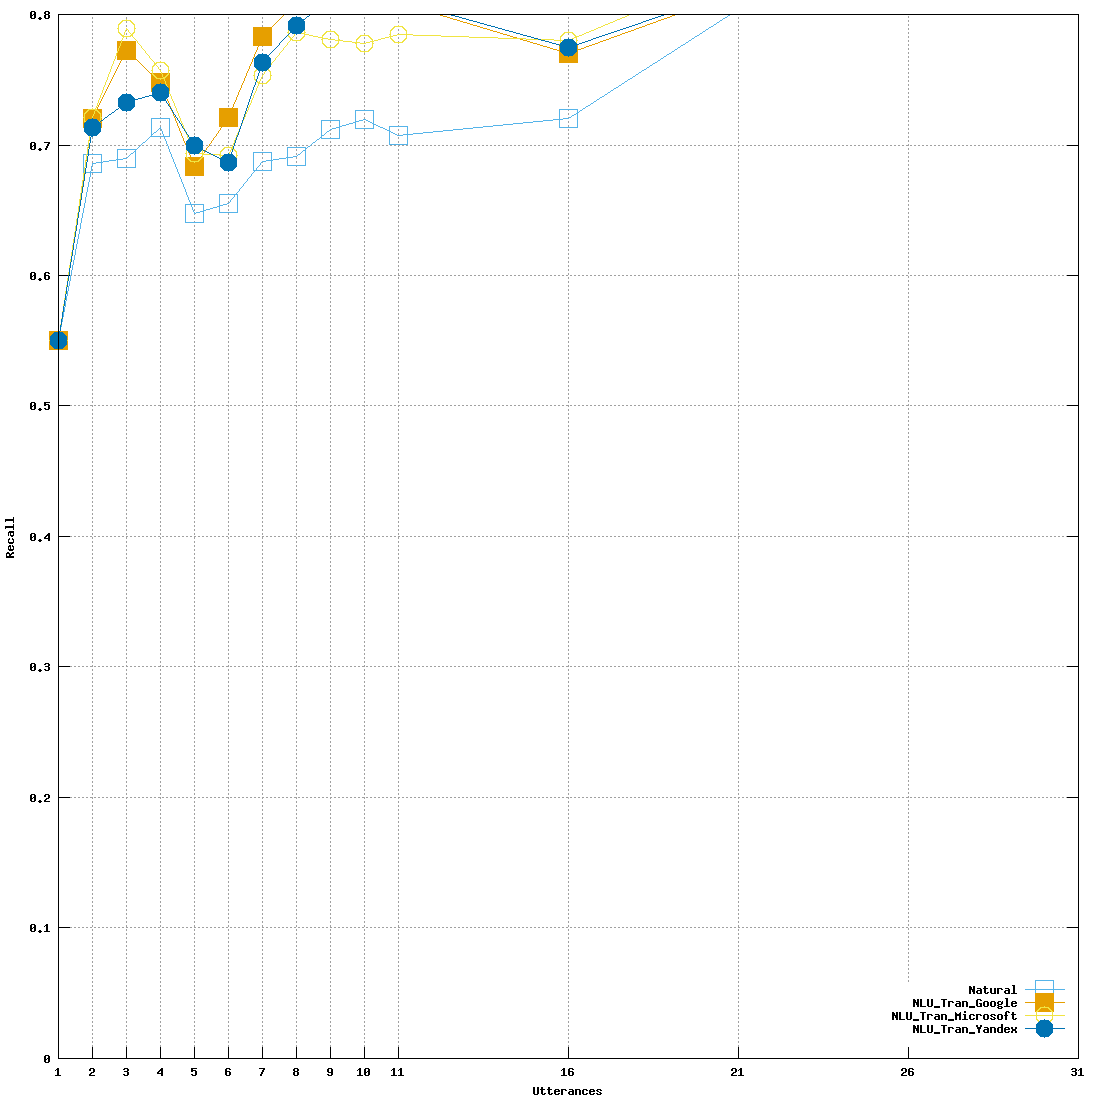 0.8
0.7
0.6
0.5
0.4
0.3
0.2
0.1
0
Recall
1 2 3 4 5 6 7 8 9 10 11 16 21 26 31
Utterances
Natural
NLU_Tran_Google
NLU_Tran_Microsoft
NLU_Tran_Yandex